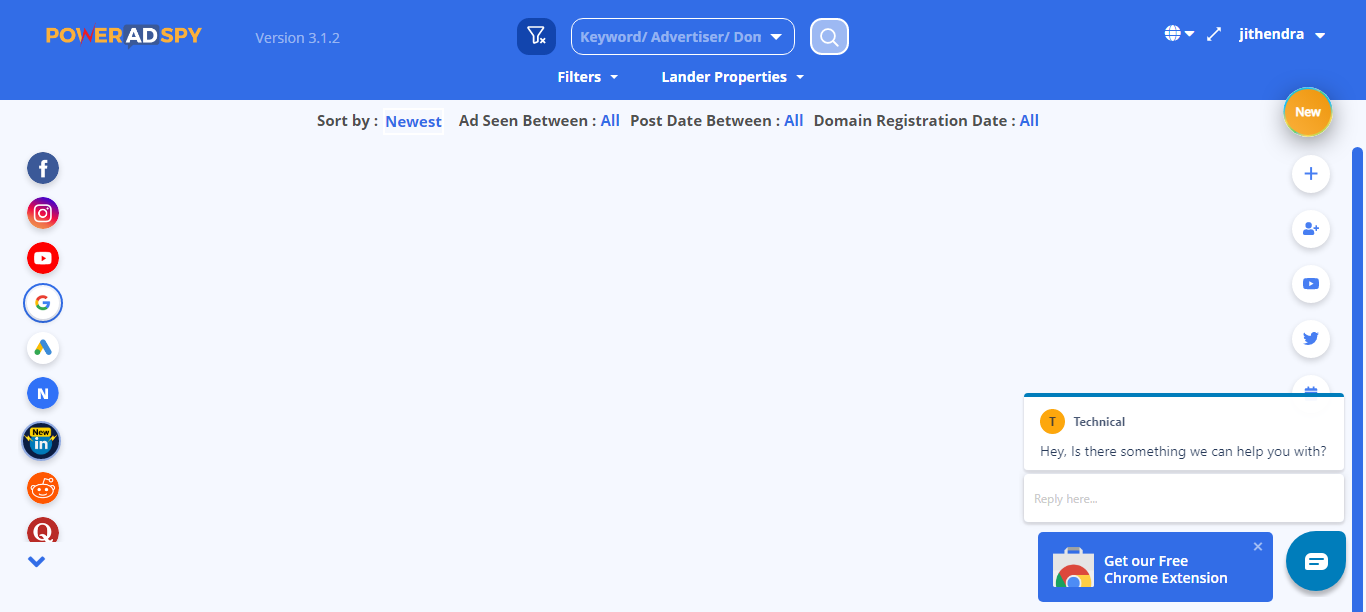 POWER ADSPY
Version 3.1.2
Keyword/ Advertiser/ Don
jithendra
Filters
Lander Properties
Sort by : Newest Ad Seen Between : All Post Date Between : All Domain Registration Date : All
New
N
New
in
T Technical
Hey, Is there something we can help you with?
Reply here...
Get our Free
Chrome Extension